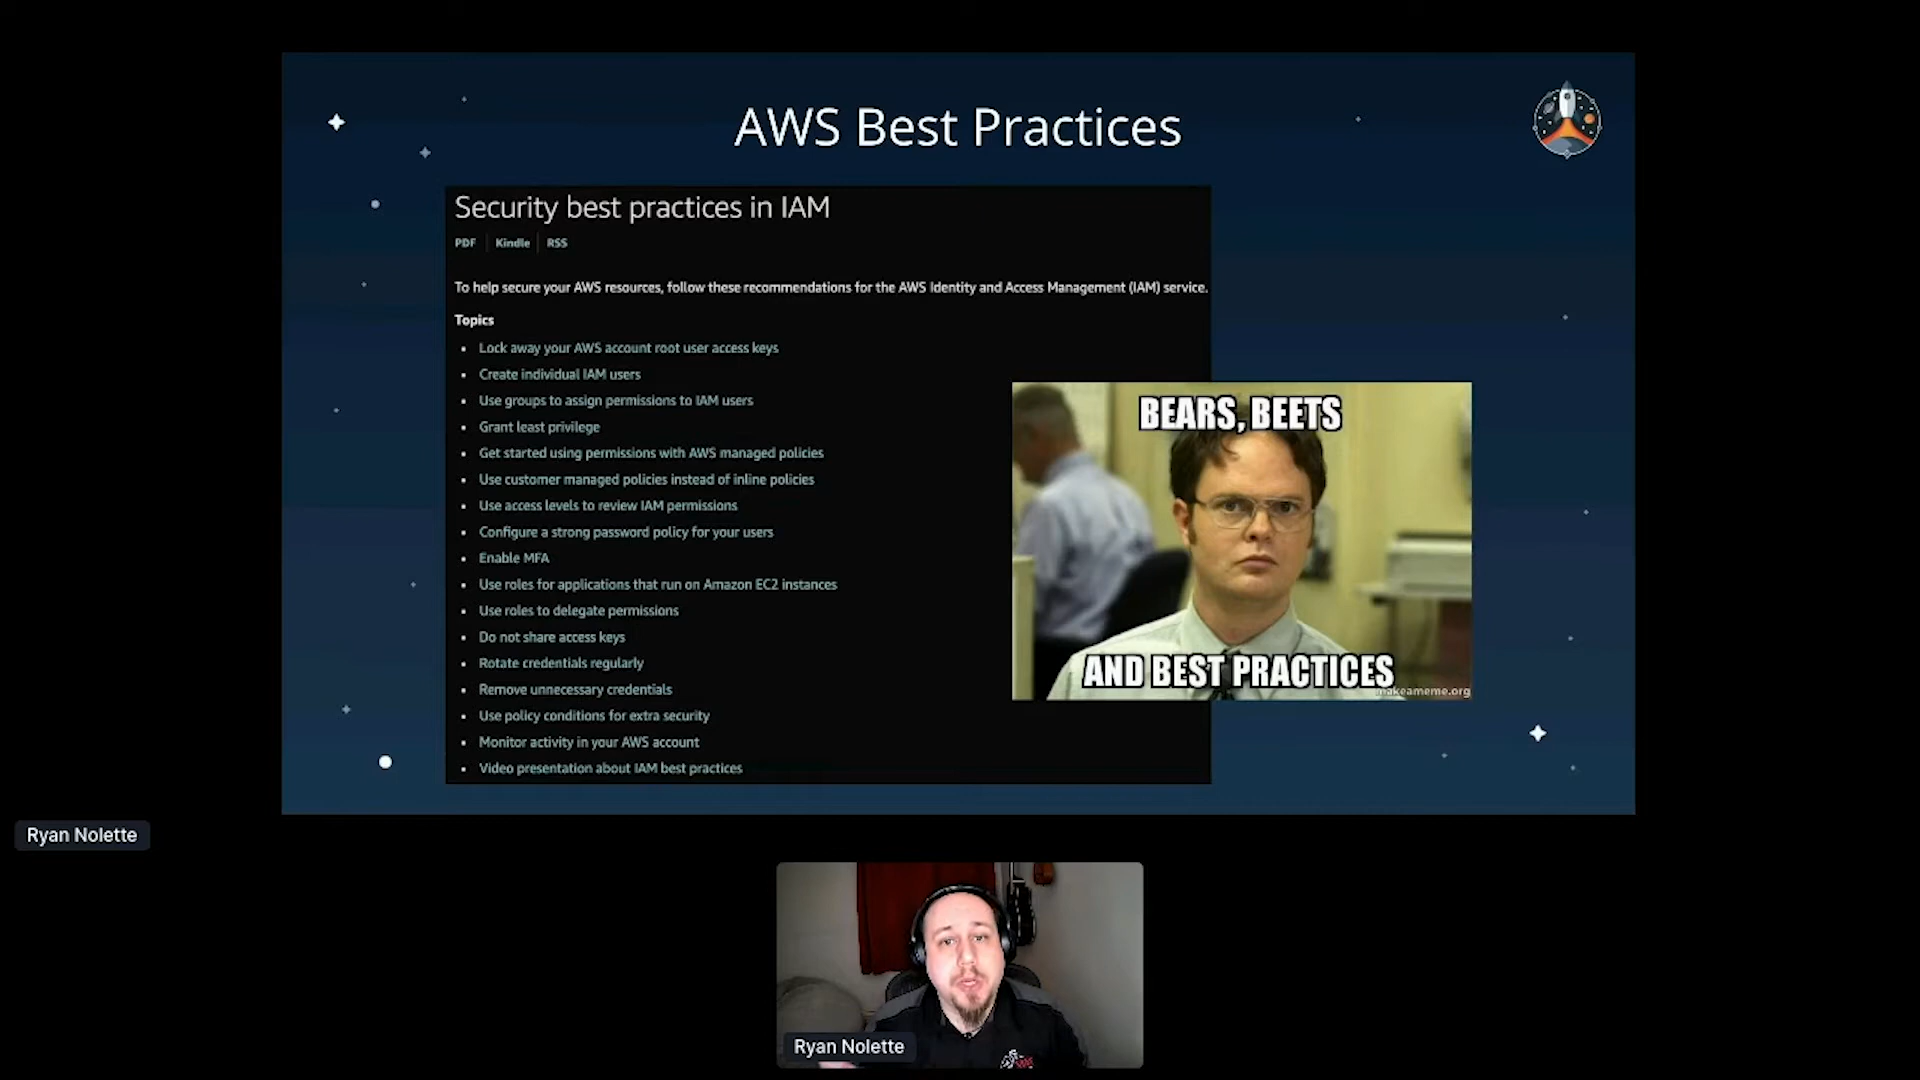 AWS Best Practices
Security best practices in IAM
PDF Kindle RSS
To help secure your AWS resources, follow these recommendations for the AWS Identity and Access Management (IAM) service.
Topics
Lock away your AWS account root user access keys
Create individual IAM users
Use groups to assign permissions to IAM users
Grant least privilege
Get started using permissions with AWS managed policies
Use customer managed policies instead of inline policies
Use access levels to review IAM permissions
Configure a strong password policy for your users
Enable MFA
Use roles for applications that run on Amazon EC2 instances
Use roles to delegate permissions
Do not share access keys
Rotate credentials regularly
Remove unnecessary credentials
Use policy conditions for extra security
Monitor activity in your AWS account
Video presentation about IAM best practices
BEARS, BEETS
AND BEST PRACTICES
makeameme.org
Ryan Nolette
Ryan Nolette